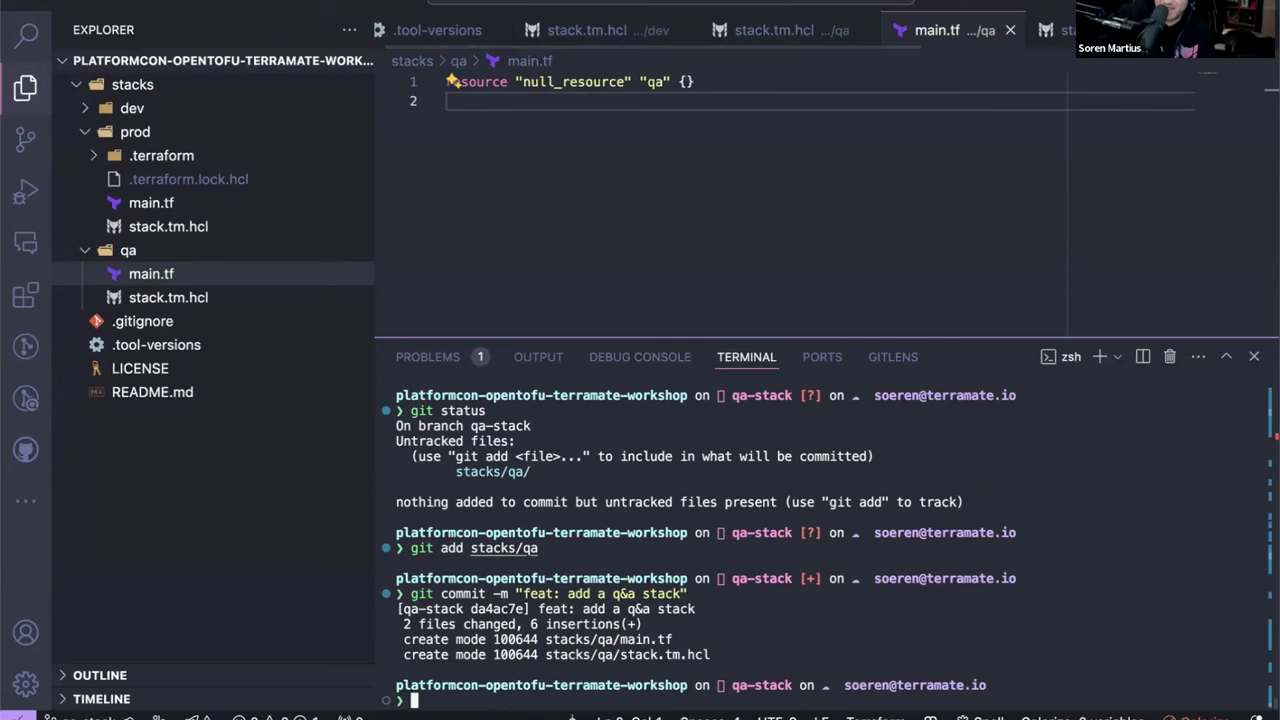 EXPLORER
PLATFORMCON-OPENTOFU-TERRAMATE-WORK...
stacks
dev
prod
.terraform
.terraform.lock.hcl
main.tf
stack.tm.hcl
qa
main.tf
stack.tm.hcl
.gitignore
.tool-versions
LICENSE
README.md
OUTLINE
TIMELINE
.tool-versions
stack.tm.hcl .../dev
stack.tm.hcl .../qa
main.tf .../qa
Soren Martius
stacks > qa > main.tf
1 source "null_resource" "qa" {}
2
PROBLEMS 1 OUTPUT DEBUG CONSOLE TERMINAL PORTS GITLENS zsh
platformcon-opentofu-terramate-workshop on qa-stack [?] on soeren@terramate.io
❯ git status
On branch qa-stack
Untracked files:
(use "git add <file>..." to include in what will be committed)
stacks/qa/
nothing added to commit but untracked files present (use "git add" to track)
platformcon-opentofu-terramate-workshop on qa-stack [?] on soeren@terramate.io
❯ git add stacks/qa
platformcon-opentofu-terramate-workshop on qa-stack [+] on soeren@terramate.io
❯ git commit -m "feat: add a q&a stack"
[qa-stack da4ac7e] feat: add a q&a stack
2 files changed, 6 insertions(+)
create mode 100644 stacks/qa/main.tf
create mode 100644 stacks/qa/stack.tm.hcl
platformcon-opentofu-terramate-workshop on qa-stack on soeren@terramate.io
❯